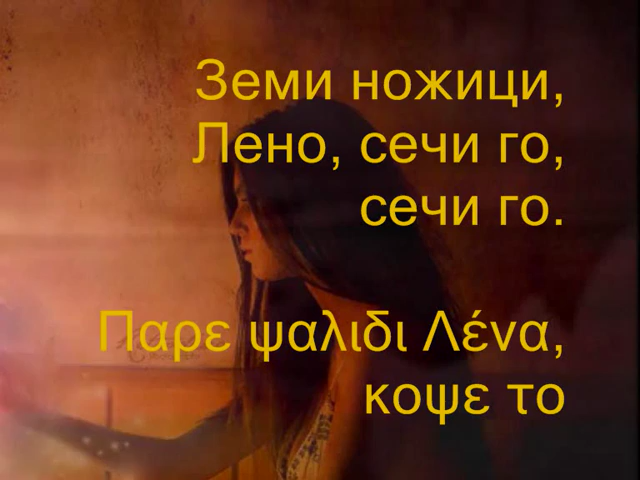 Земи ножици,
Лено, сечи го,
сечи го.
Παρε ψαλιδι Λένα,
κοψε το